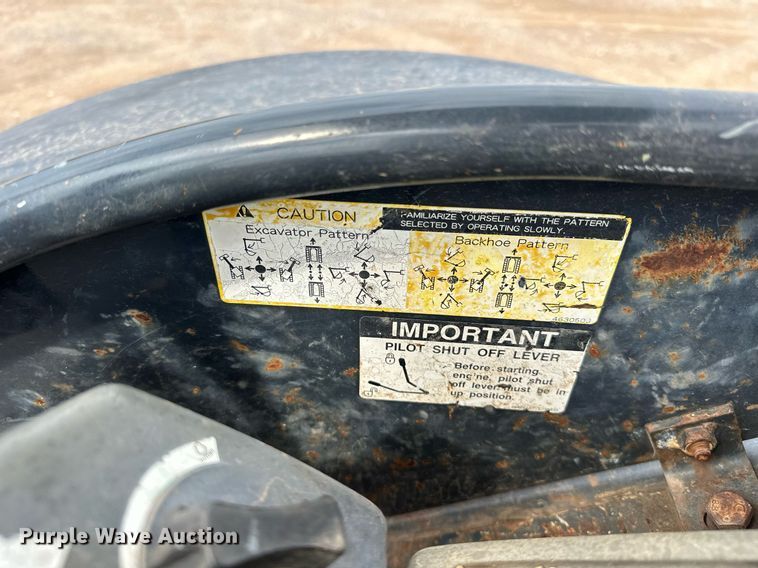 CAUTION
FAMILIARIZE YOURSELF WITH THE PATTERN
SELECTED BY OPERATING SLOWLY.
Excavator Pattern
Backhoe Pattern
IMPORTANT
PILOT SHUT OFF LEVER
Before starting
engine, pilot shut
off lever must be in
up position.
Purple Wave Auction